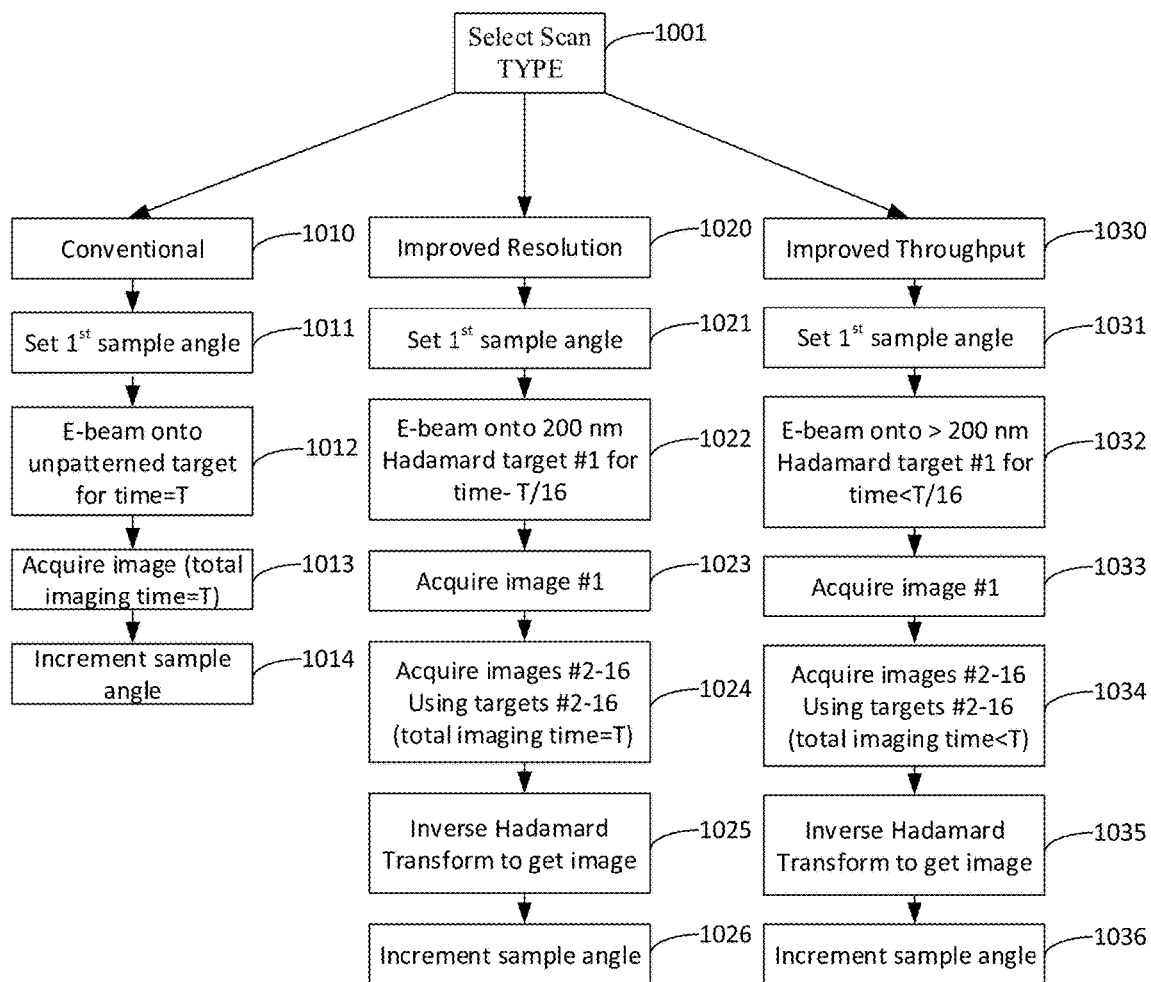 Select Scan
TYPE
1001
Conventional
1010
Set 1st sample angle
1011
E-beam onto
unpatterned target
for time=T
1012
Acquire image (total
imaging time=T)
1013
Increment sample
angle
1014
Improved Resolution
1020
Set 1st sample angle
1021
E-beam onto 200 nm
Hadamard target #1 for
time- T/16
1022
Acquire image #1
1023
Acquire images #2-16
Using targets #2-16
(total imaging time=T)
1024
Inverse Hadamard
Transform to get image
1025
Increment sample angle
1026
Improved Throughput
1030
Set 1st sample angle
1031
E-beam onto > 200 nm
Hadamard target #1 for
time<T/16
1032
Acquire image #1
1033
Acquire images #2-16
Using targets #2-16
(total imaging time<T)
1034
Inverse Hadamard
Transform to get image
1035
Increment sample angle
1036